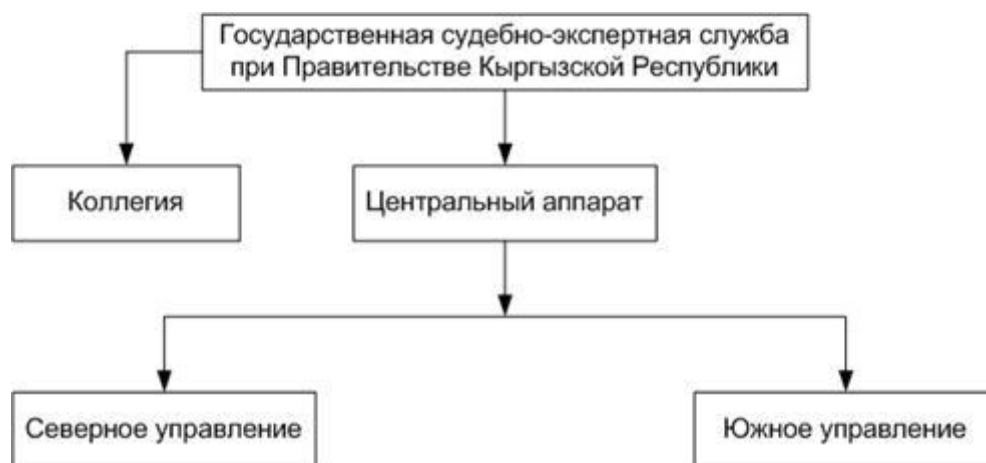 Государственная судебно-экспертная служба
при Правительстве Кыргызской Республики
Коллегия
Центральный аппарат
Северное управление
Южное управление